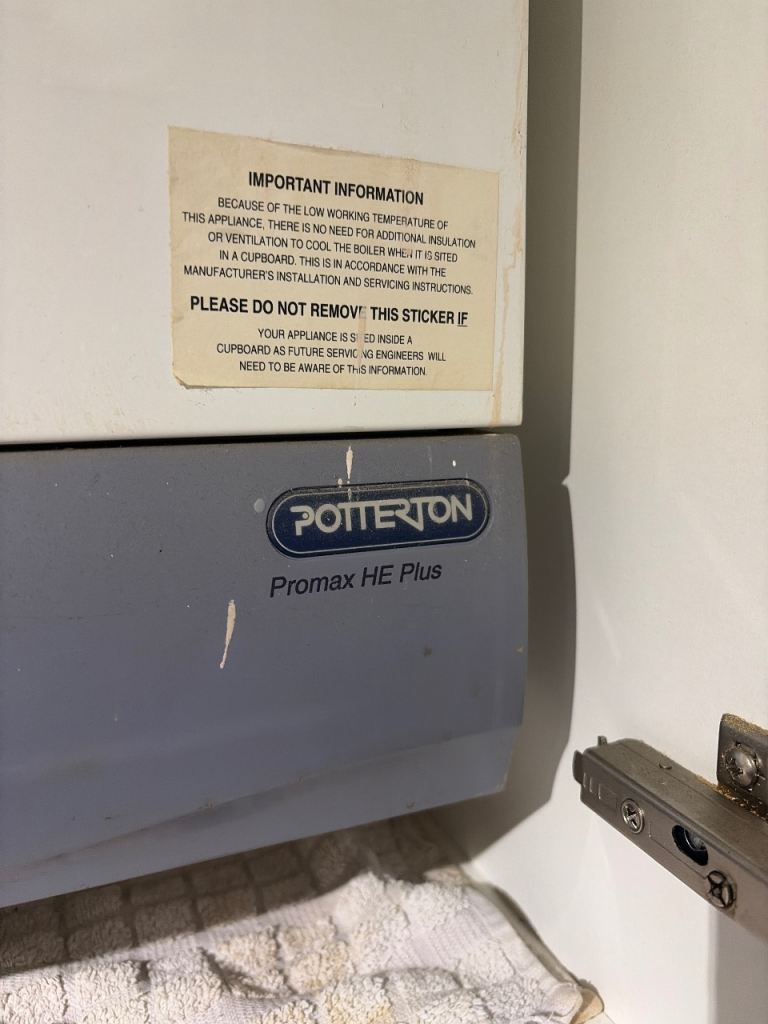 IMPORTANT INFORMATION
BECAUSE OF THE LOW WORKING TEMPERATURE OF
THIS APPLIANCE, THERE IS NO NEED FOR ADDITIONAL INSULATION
OR VENTILATION TO COOL THE BOILER WHEN IT IS SITED
IN A CUPBOARD. THIS IS IN ACCORDANCE WITH THE
MANUFACTURER'S INSTALLATION AND SERVICING INSTRUCTIONS.
PLEASE DO NOT REMOVE THIS STICKER IF
YOUR APPLIANCE IS SITED INSIDE A
CUPBOARD AS FUTURE SERVICING ENGINEERS WILL
NEED TO BE AWARE OF THIS INFORMATION.
POTTERTON
Promax HE Plus